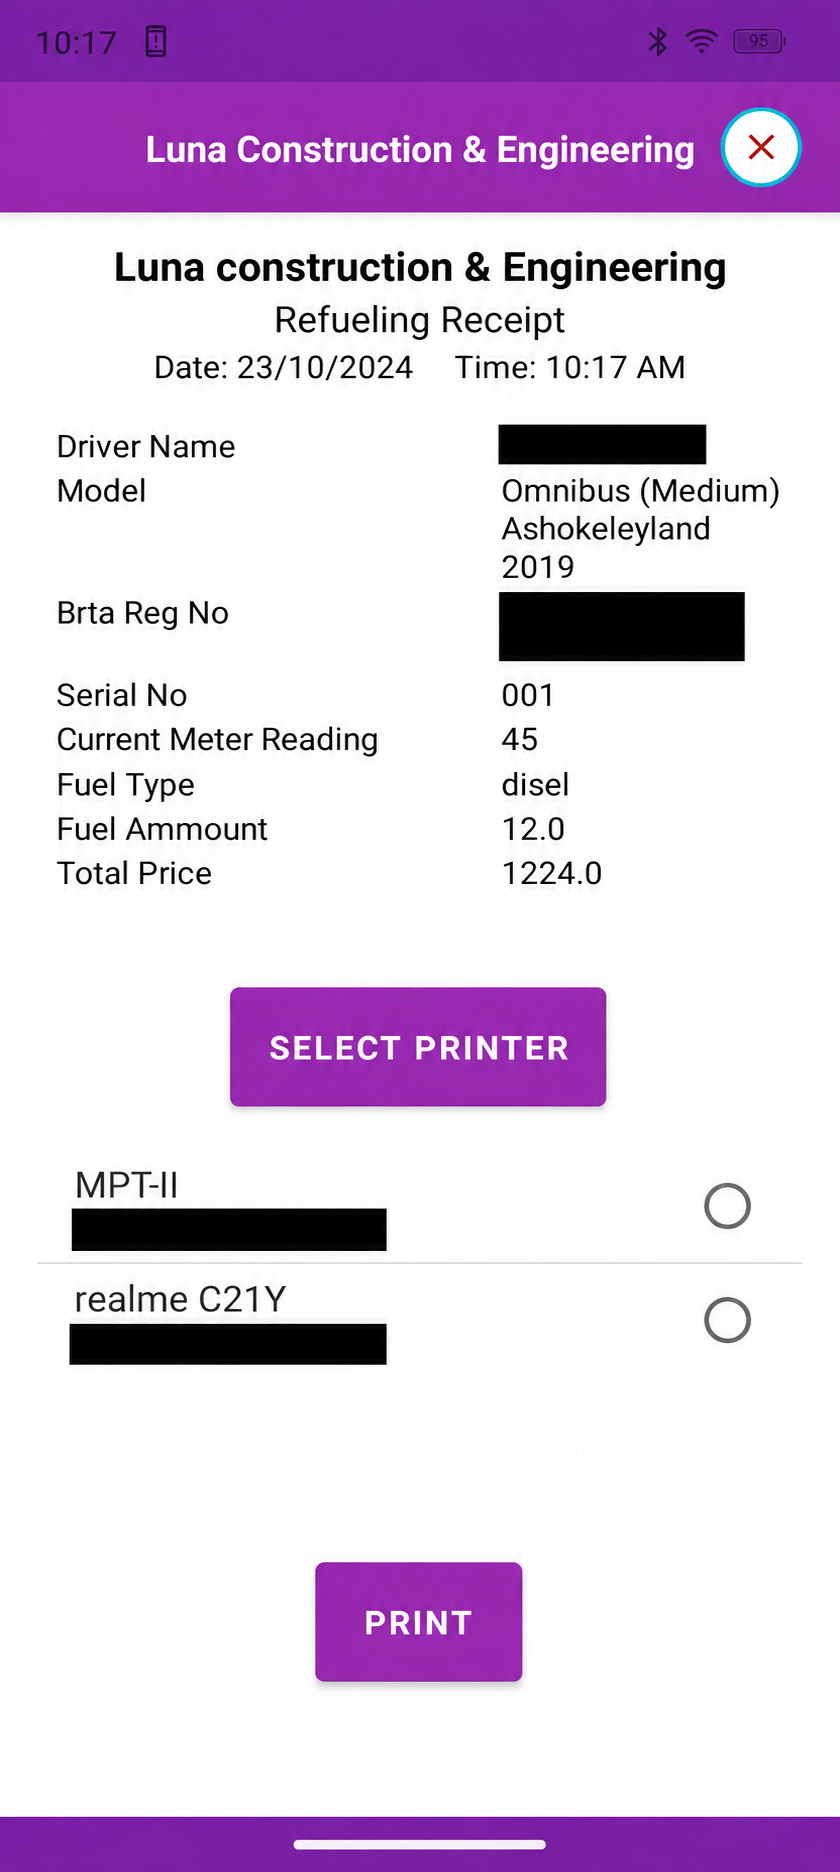 10:17
95
Luna Construction & Engineering
Luna construction & Engineering
Refueling Receipt
Date: 23/10/2024 Time: 10:17 AM
Driver Name
Model Omnibus (Medium)
Ashokeleyland
2019
Brta Reg No
Serial No 001
Current Meter Reading 45
Fuel Type disel
Fuel Ammount 12.0
Total Price 1224.0
SELECT PRINTER
MPT-II
realme C21Y
PRINT